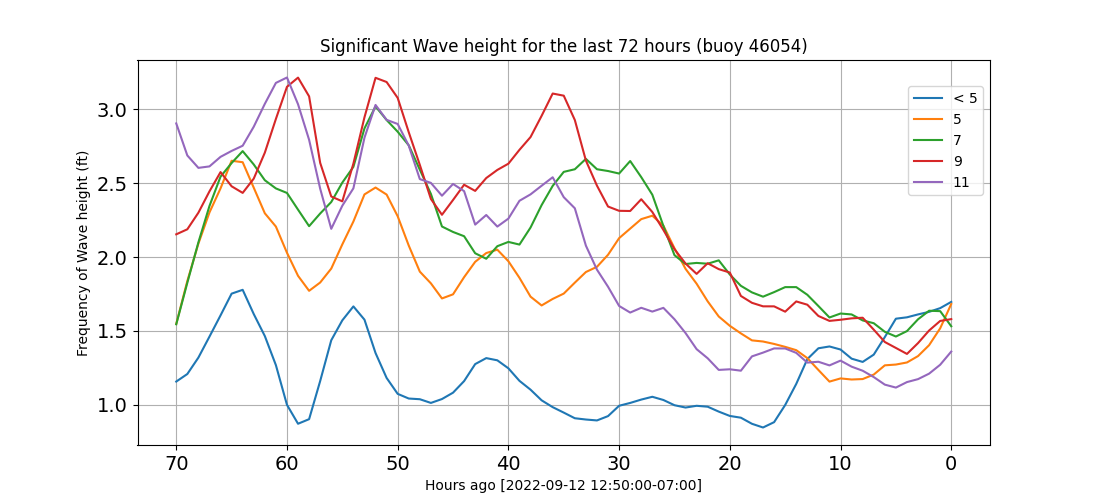 Significant Wave height for the last 72 hours (buoy 46054)
Frequency of Wave height (ft)
3.0
2.5
2.0
1.5
1.0
< 5
5
7
9
11
70 60 50 40 30 20 10 0
Hours ago [2022-09-12 12:50:00-07:00]